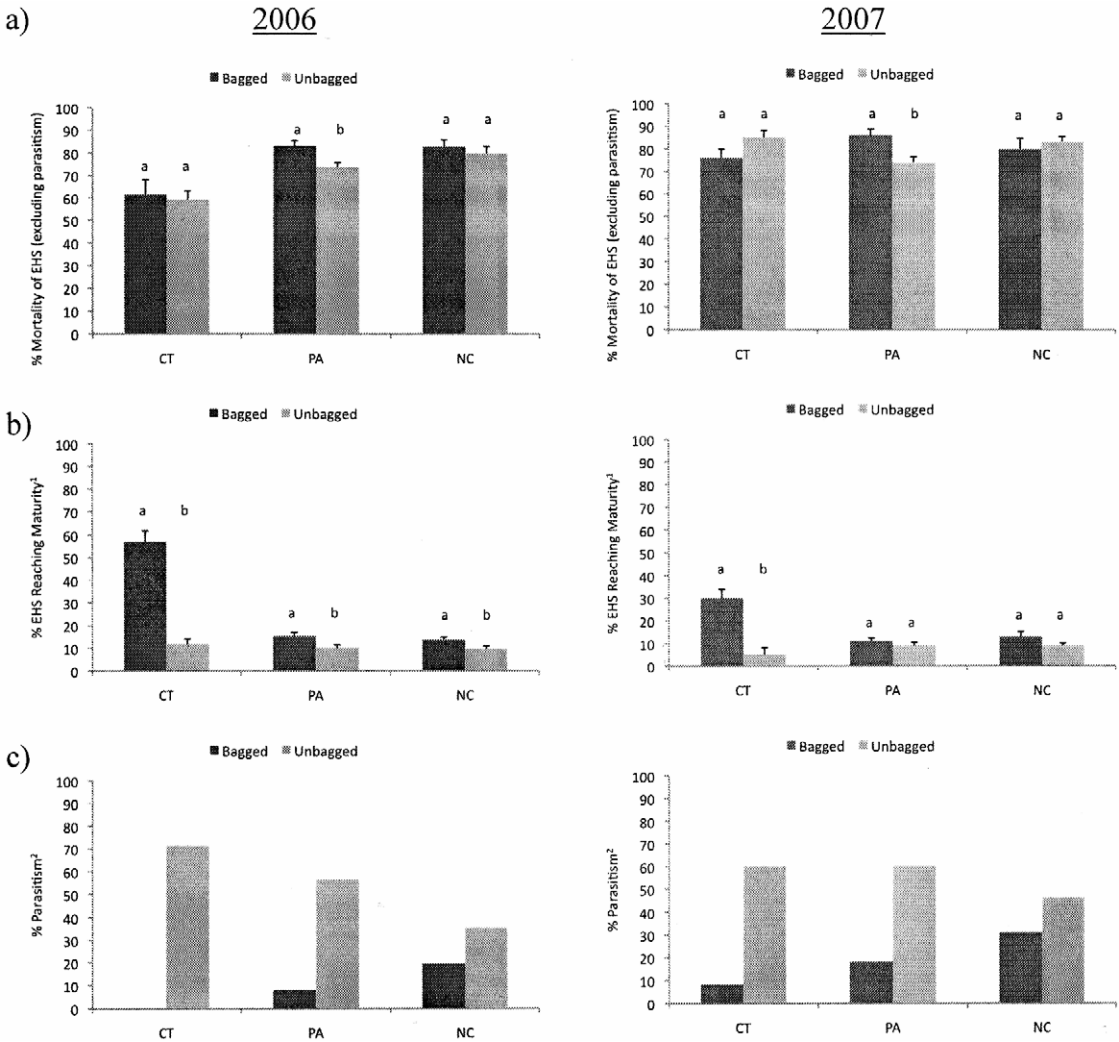 a) 2006 2007
Bagged Unbagged
% Mortality of EHS (excluding parasitism)
100
90
80
70
60
50
40
30
20
10
0
a a
a b
a a
CT PA NC
Bagged Unbagged
% Mortality of EHS (excluding parasitism)
100
90
80
70
60
50
40
30
20
10
0
a a
a b
a a
CT PA NC
b)
Bagged Unbagged
% EHS Reaching Maturity¹
100
90
80
70
60
50
40
30
20
10
0
a b
a b
a b
CT PA NC
Bagged Unbagged
% EHS Reaching Maturity¹
100
90
80
70
60
50
40
30
20
10
0
a b
a a
a a
CT PA NC
c)
Bagged Unbagged
% Parasitism²
100
90
80
70
60
50
40
30
20
10
0
CT PA NC
Bagged Unbagged
% Parasitism²
100
90
80
70
60
50
40
30
20
10
0
CT PA NC